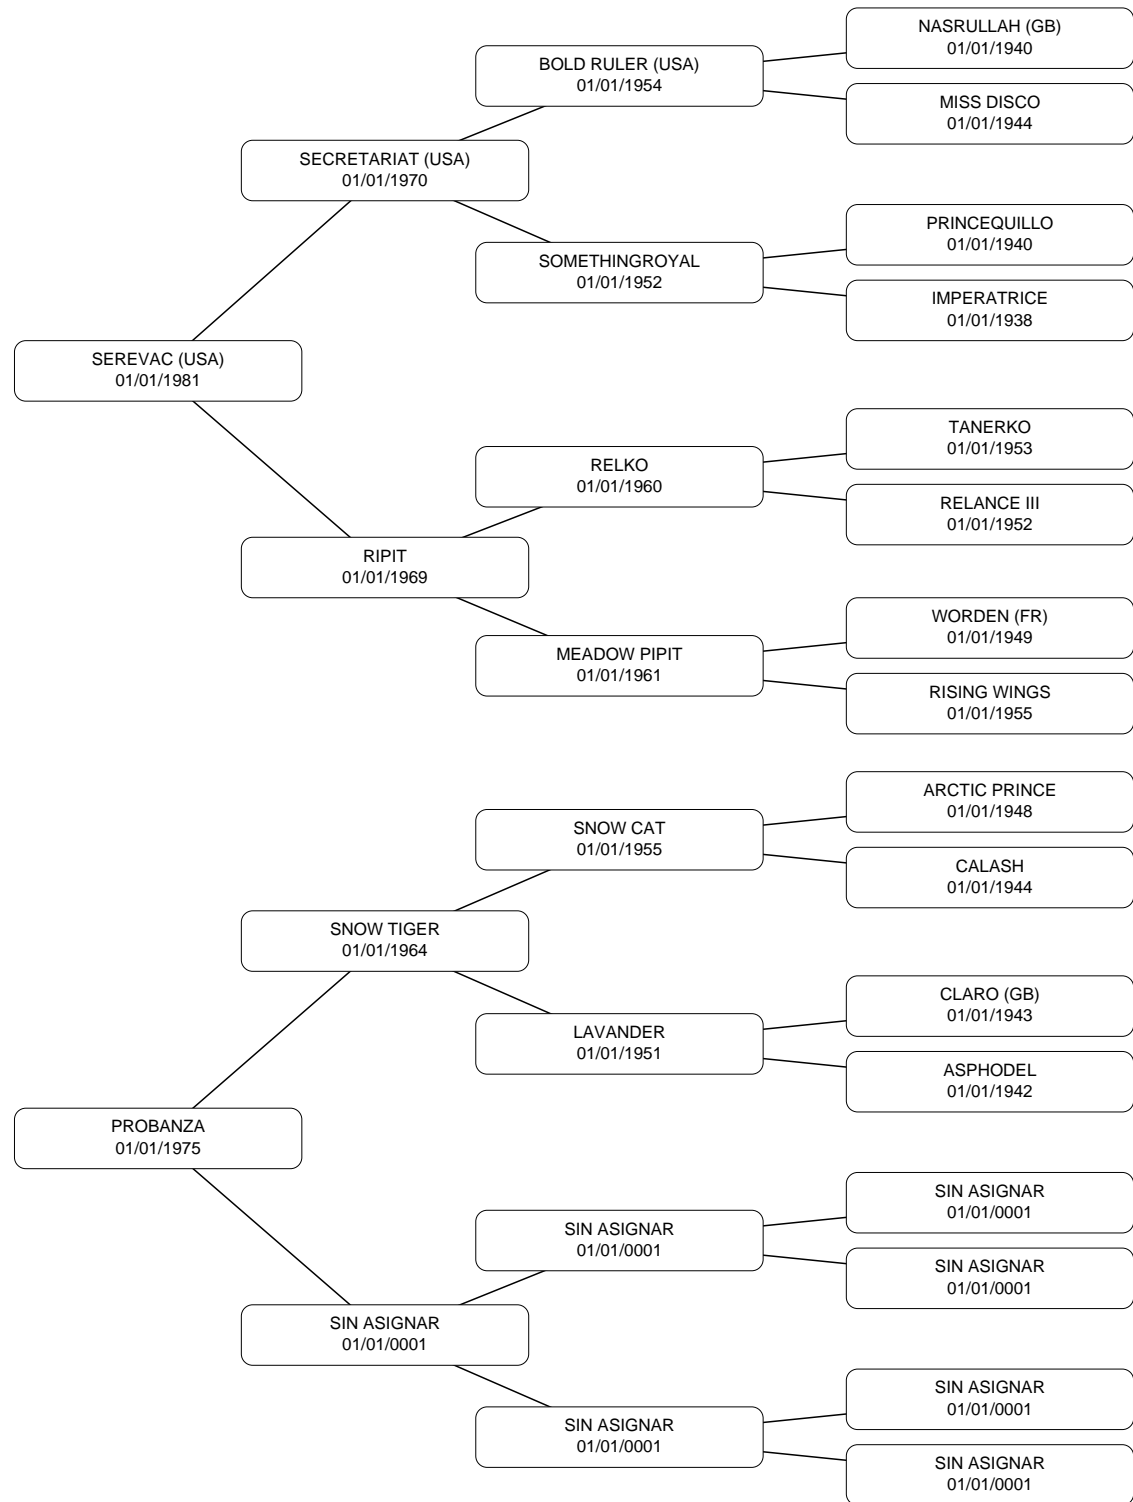 NASRULLAH (GB)
01/01/1940
BOLD RULER (USA)
01/01/1954
MISS DISCO
01/01/1944
SECRETARIAT (USA)
01/01/1970
PRINCEQUILLO
01/01/1940
SOMETHINGROYAL
01/01/1952
IMPERATRICE
01/01/1938
SEREVAC (USA)
01/01/1981
TANERKO
01/01/1953
RELKO
01/01/1960
RELANCE III
01/01/1952
RIPIT
01/01/1969
WORDEN (FR)
01/01/1949
MEADOW PIPIT
01/01/1961
RISING WINGS
01/01/1955
ARCTIC PRINCE
01/01/1948
SNOW CAT
01/01/1955
CALASH
01/01/1944
SNOW TIGER
01/01/1964
CLARO (GB)
01/01/1943
LAVANDER
01/01/1951
ASPHODEL
01/01/1942
PROBANZA
01/01/1975
SIN ASIGNAR
01/01/0001
SIN ASIGNAR
01/01/0001
SIN ASIGNAR
01/01/0001
SIN ASIGNAR
01/01/0001
SIN ASIGNAR
01/01/0001
SIN ASIGNAR
01/01/0001
SIN ASIGNAR
01/01/0001